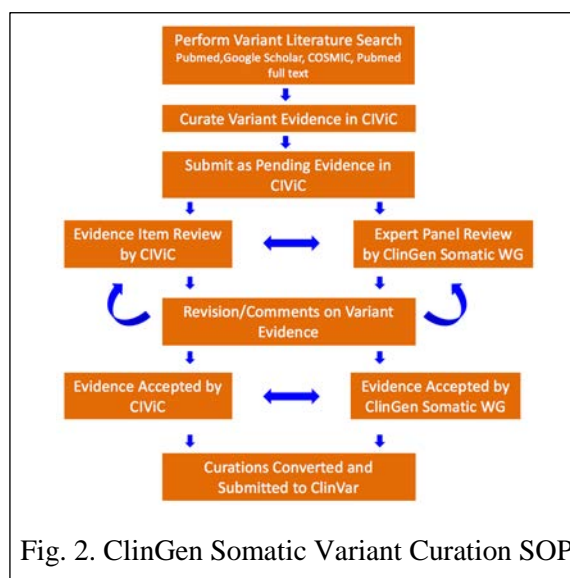 Perform Variant Literature Search
Pubmed,Google Scholar, COSMIC, Pubmed
full text
Curate Variant Evidence in CIViC
Submit as Pending Evidence in
CIViC
Evidence Item Review
by CIViC
Expert Panel Review
by ClinGen Somatic WG
Revision/Comments on Variant
Evidence
Evidence Accepted by
CIViC
Evidence Accepted by
ClinGen Somatic WG
Curations Converted and
Submitted to ClinVar
Fig. 2. ClinGen Somatic Variant Curation SOP